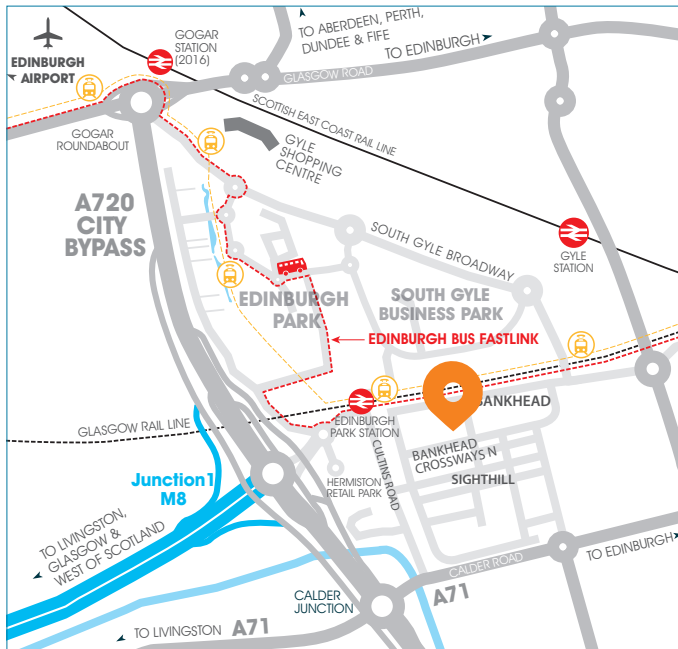 GOGAR
STATION
(2016)
TO ABERDEEN, PERTH,
DUNDEE & FIFE
TO EDINBURGH
EDINBURGH
AIRPORT
GLASGOW ROAD
SCOTTISH EAST COAST RAIL LINE
GOGAR
ROUNDABOUT
GYLE
SHOPPING
CENTRE
A720
CITY
BYPASS
SOUTH GYLE BROADWAY
GYLE
STATION
EDINBURGH
PARK
SOUTH GYLE
BUSINESS PARK
EDINBURGH BUS FASTLINK
BANKHEAD
GLASGOW RAIL LINE
EDINBURGH
PARK STATION
CULTINS ROAD
BANKHEAD
CROSSWAYS N
SIGHTHILL
Junction1
M8
HERMISTON
RETAIL PARK
TO LIVINGSTON,
GLASGOW &
WEST OF SCOTLAND
TO EDINBURGH
CALDER ROAD
A71
CALDER
JUNCTION
TO LIVINGSTON A71